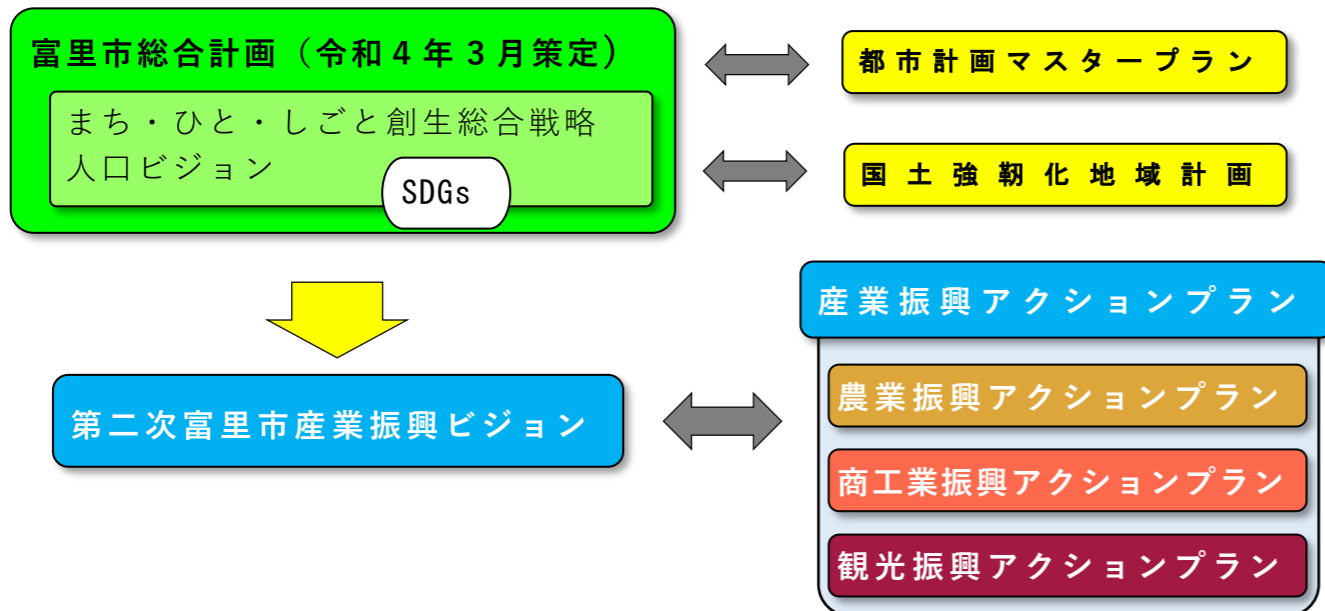 富里市総合計画（令和４年３月策定）
まち・ひと・しごと創生総合戦略
人口ビジョン
SDGs
都市計画マスタープラン
国土強靭化地域計画
第二次富里市産業振興ビジョン
産業振興アクションプラン
農業振興アクションプラン
商工業振興アクションプラン
観光振興アクションプラン